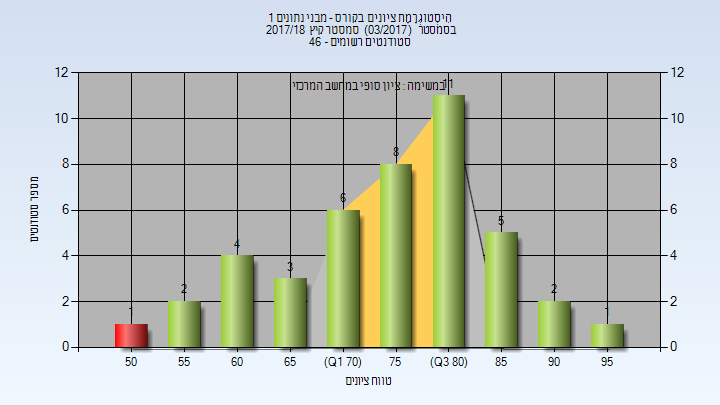 היסטוגרמת ציונים בקורס - מבני נתונים 1
בסמסטר (03/2017) סמסטר קיץ 2017/18
סטודנטים רשומים - 46
במשימה : ציון סופי במחשב המרכזי
מספר סטודנטים
12 12
10 10
8 8
6 6
4 4
2 2
0 0
1 2 4 3 6 8 11 5 2 1
50 55 60 65 (Q1 70) 75 (Q3 80) 85 90 95
טווח ציונים